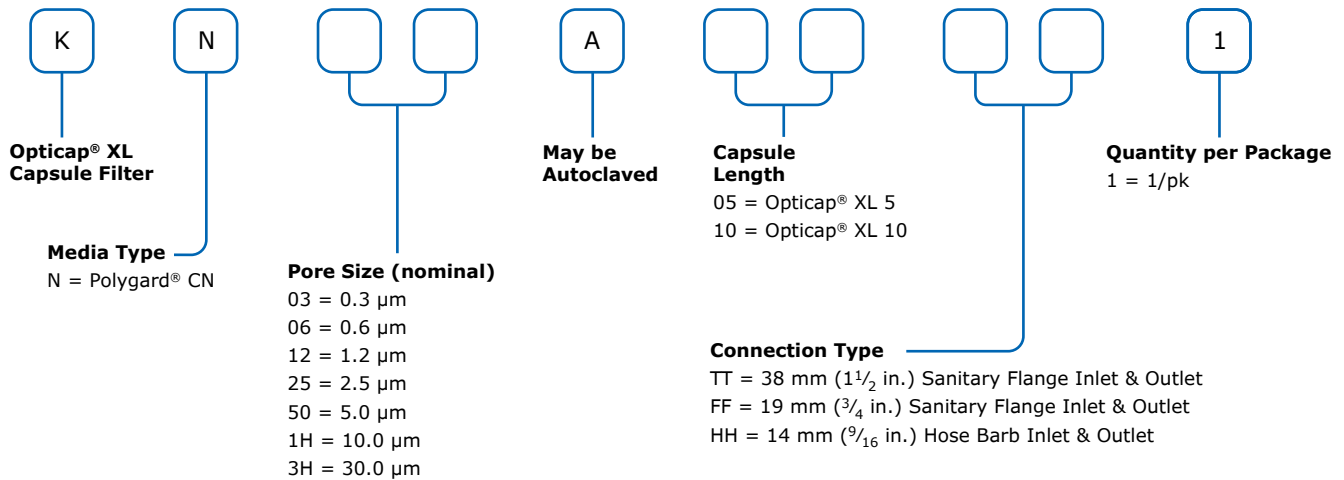 K N A 1
Opticap® XL
Capsule Filter
Media Type
N = Polygard® CN
Pore Size (nominal)
03 = 0.3 µm
06 = 0.6 µm
12 = 1.2 µm
25 = 2.5 µm
50 = 5.0 µm
1H = 10.0 µm
3H = 30.0 µm
May be
Autoclaved
Capsule
Length
05 = Opticap® XL 5
10 = Opticap® XL 10
Connection Type
TT = 38 mm (1 1/2 in.) Sanitary Flange Inlet & Outlet
FF = 19 mm (3/4 in.) Sanitary Flange Inlet & Outlet
HH = 14 mm (9/16 in.) Hose Barb Inlet & Outlet
Quantity per Package
1 = 1/pk